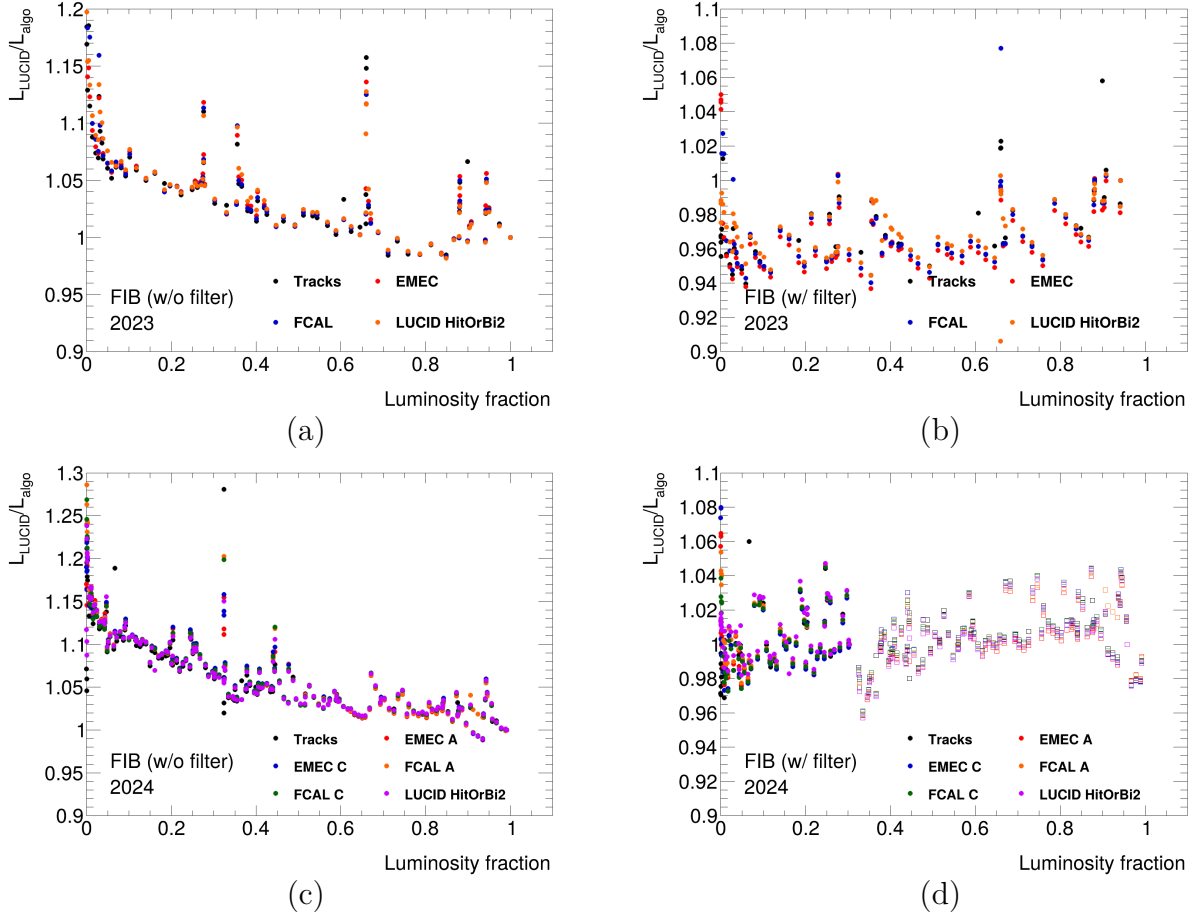 1.2
1.15
1.1
1.05
1
0.95
0.9
0 0.2 0.4 0.6 0.8 1
L_LUCID/L_algo
Luminosity fraction
Tracks
EMEC
FCAL
LUCID HitOrBi2
FIB (w/o filter)
2023
(a)
1.1
1.08
1.06
1.04
1.02
1
0.98
0.96
0.94
0.92
0.9
0 0.2 0.4 0.6 0.8 1
L_LUCID/L_algo
Luminosity fraction
Tracks
EMEC
FCAL
LUCID HitOrBi2
FIB (w/ filter)
2023
(b)
1.3
1.25
1.2
1.15
1.1
1.05
1
0.95
0.9
0 0.2 0.4 0.6 0.8 1
L_LUCID/L_algo
Luminosity fraction
Tracks
EMEC A
EMEC C
FCAL A
FCAL C
LUCID HitOrBi2
FIB (w/o filter)
2024
(c)
1.1
1.08
1.06
1.04
1.02
1
0.98
0.96
0.94
0.92
0.9
0 0.2 0.4 0.6 0.8 1
L_LUCID/L_algo
Luminosity fraction
Tracks
EMEC A
EMEC C
FCAL A
FCAL C
LUCID HitOrBi2
FIB (w/ filter)
2024
(d)